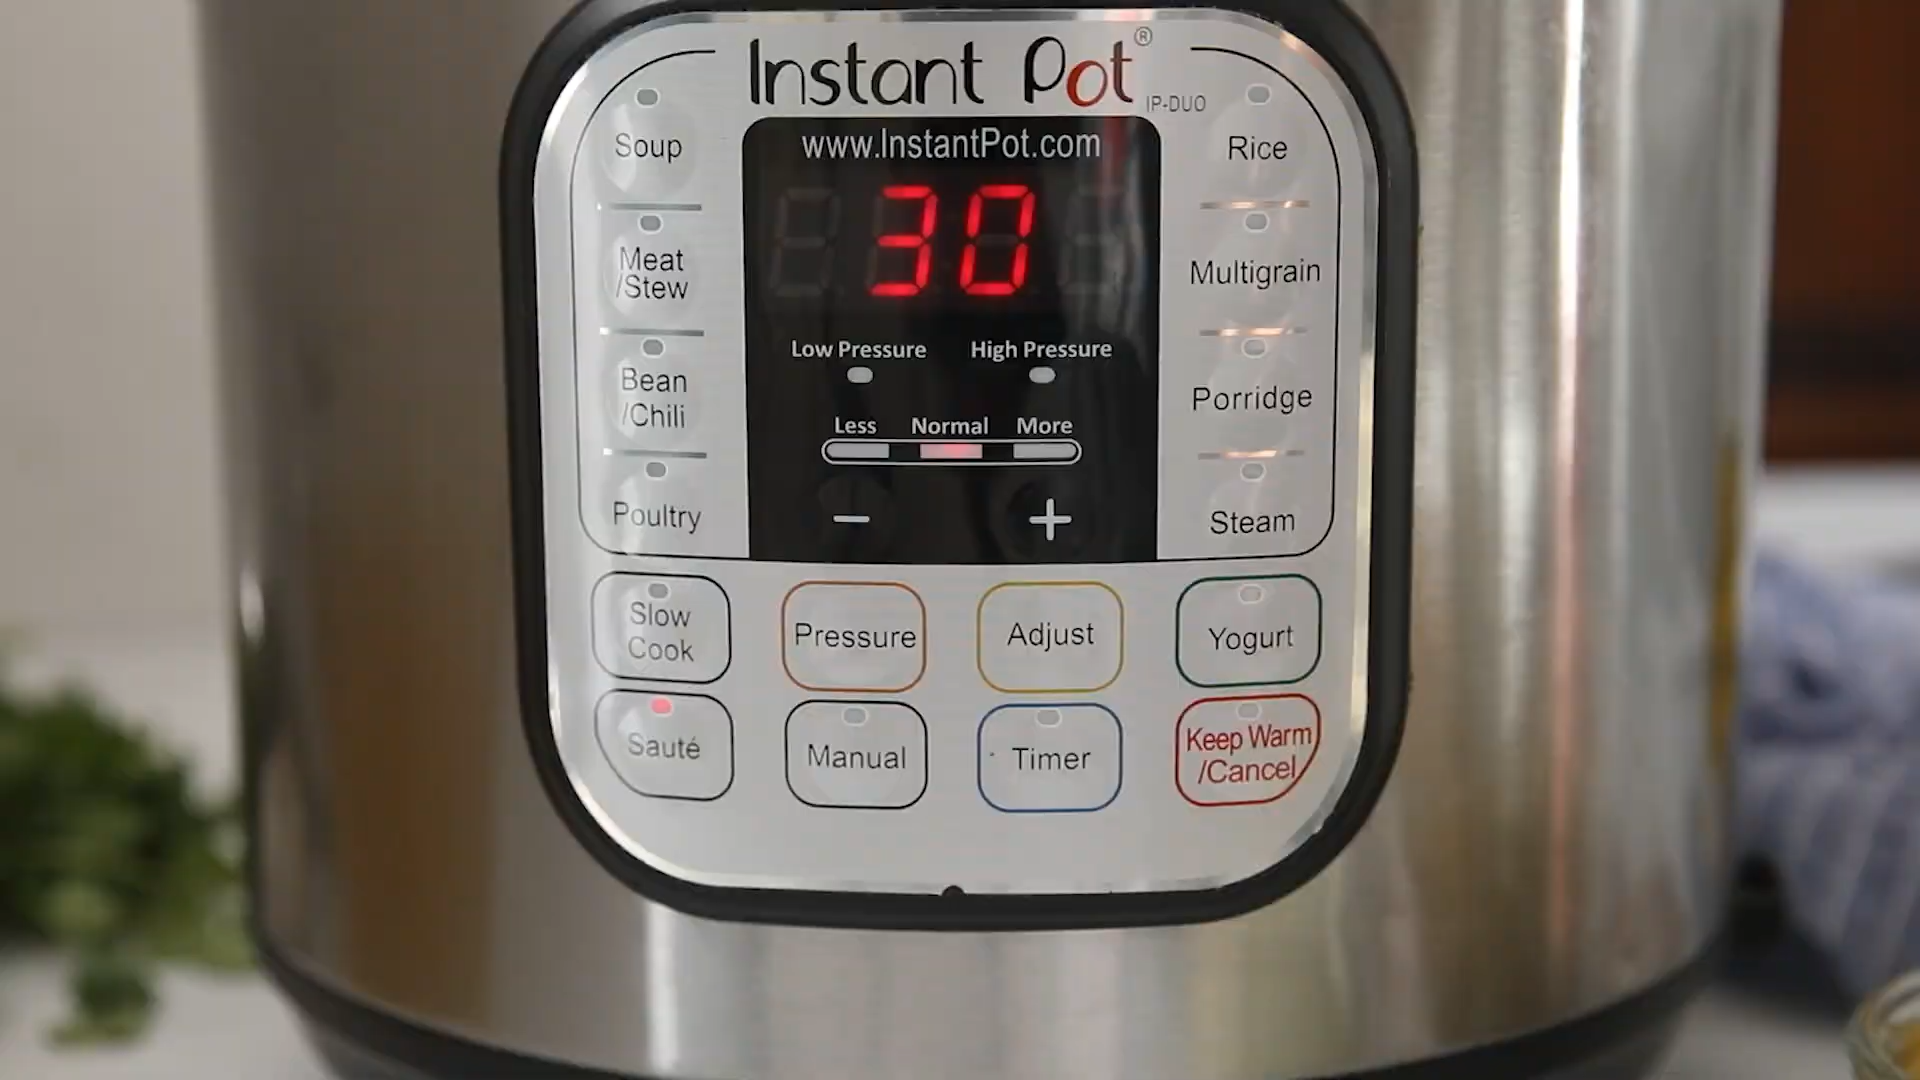 Instant Pot®
IP-DUO
www.InstantPot.com
30
Soup
Meat
/Stew
Bean
/Chili
Poultry
Low Pressure High Pressure
Less Normal More
− +
Rice
Multigrain
Porridge
Steam
Slow
Cook
Pressure
Adjust
Yogurt
Sauté
Manual
Timer
Keep Warm
/Cancel